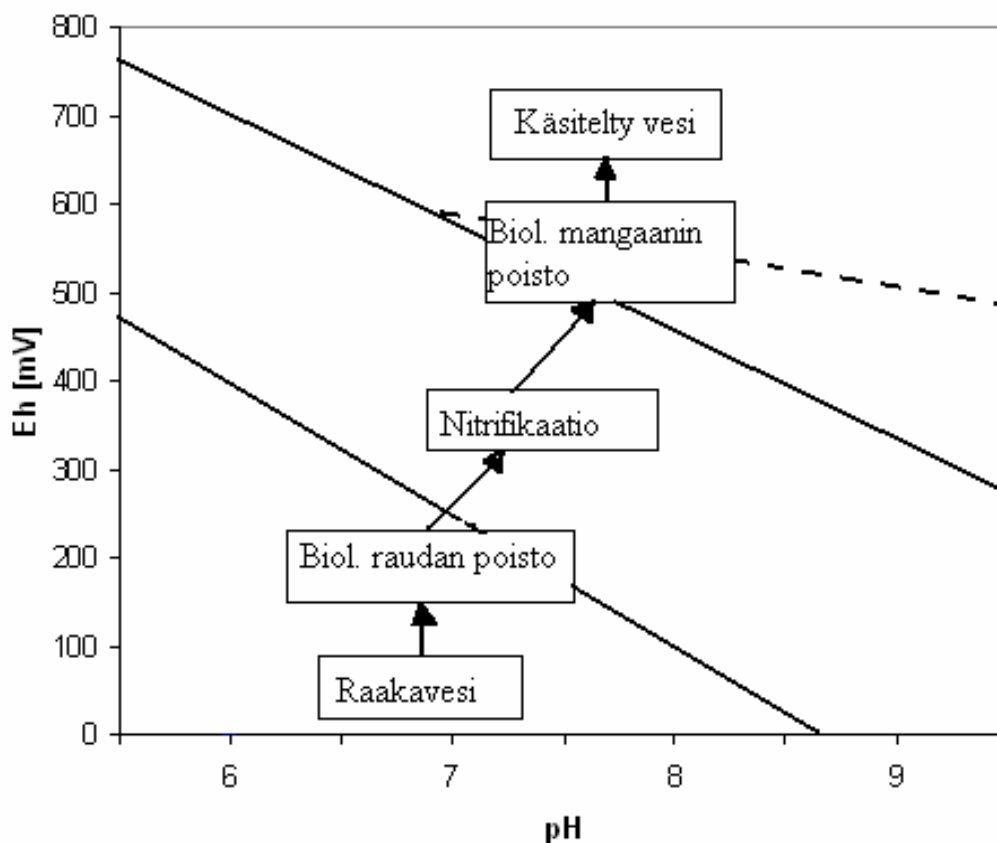 800
700
600
500
400
300
200
100
0
Eh [mV]
Käsitelty vesi
Biol. mangaanin
poisto
Nitrifikaatio
Biol. raudan poisto
Raakavesi
6
7
8
9
pH